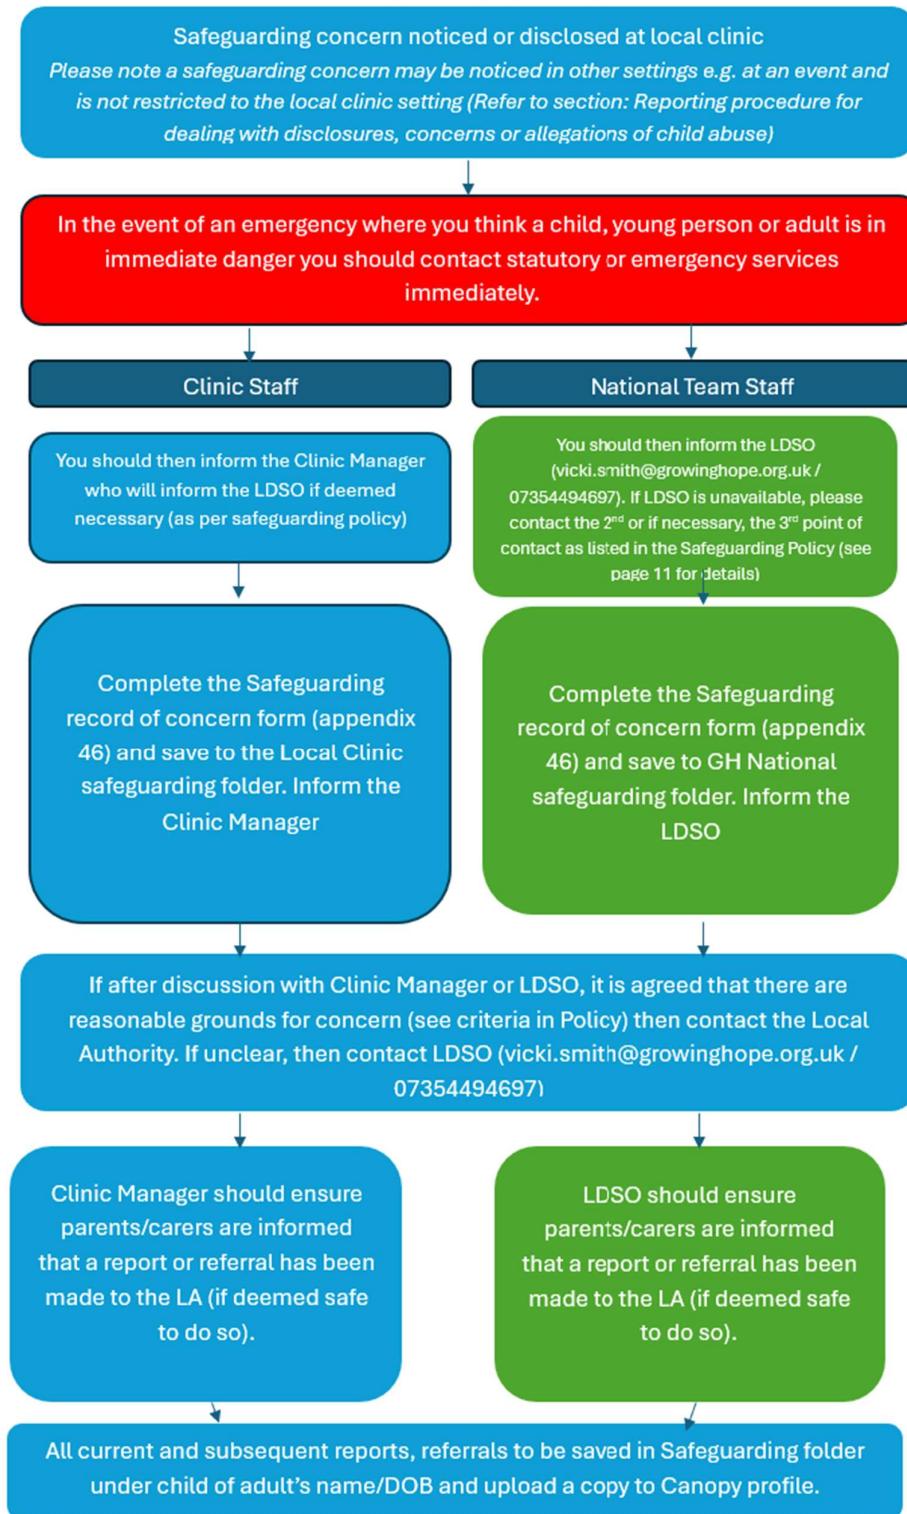 Safeguarding concern noticed or disclosed at local clinic
Please note a safeguarding concern may be noticed in other settings e.g. at an event and
is not restricted to the local clinic setting (Refer to section: Reporting procedure for
dealing with disclosures, concerns or allegations of child abuse)
In the event of an emergency where you think a child, young person or adult is in
immediate danger you should contact statutory or emergency services
immediately.
Clinic Staff
You should then inform the Clinic Manager
who will inform the LDSO if deemed
necessary (as per safeguarding policy)
Complete the Safeguarding
record of concern form (appendix
46) and save to the Local Clinic
safeguarding folder. Inform the
Clinic Manager
National Team Staff
You should then inform the LDSO
(vicki.smith@growinghope.org.uk /
07354494697). If LDSO is unavailable, please
contact the 2nd or if necessary, the 3rd point of
contact as listed in the Safeguarding Policy (see
page 11 for details)
Complete the Safeguarding
record of concern form (appendix
46) and save to GH National
safeguarding folder. Inform the
LDSO
If after discussion with Clinic Manager or LDSO, it is agreed that there are
reasonable grounds for concern (see criteria in Policy) then contact the Local
Authority. If unclear, then contact LDSO (vicki.smith@growinghope.org.uk /
07354494697)
Clinic Manager should ensure
parents/carers are informed
that a report or referral has been
made to the LA (if deemed safe
to do so).
LDSO should ensure
parents/carers are informed
that a report or referral has been
made to the LA (if deemed safe
to do so).
All current and subsequent reports, referrals to be saved in Safeguarding folder
under child of adult's name/DOB and upload a copy to Canopy profile.